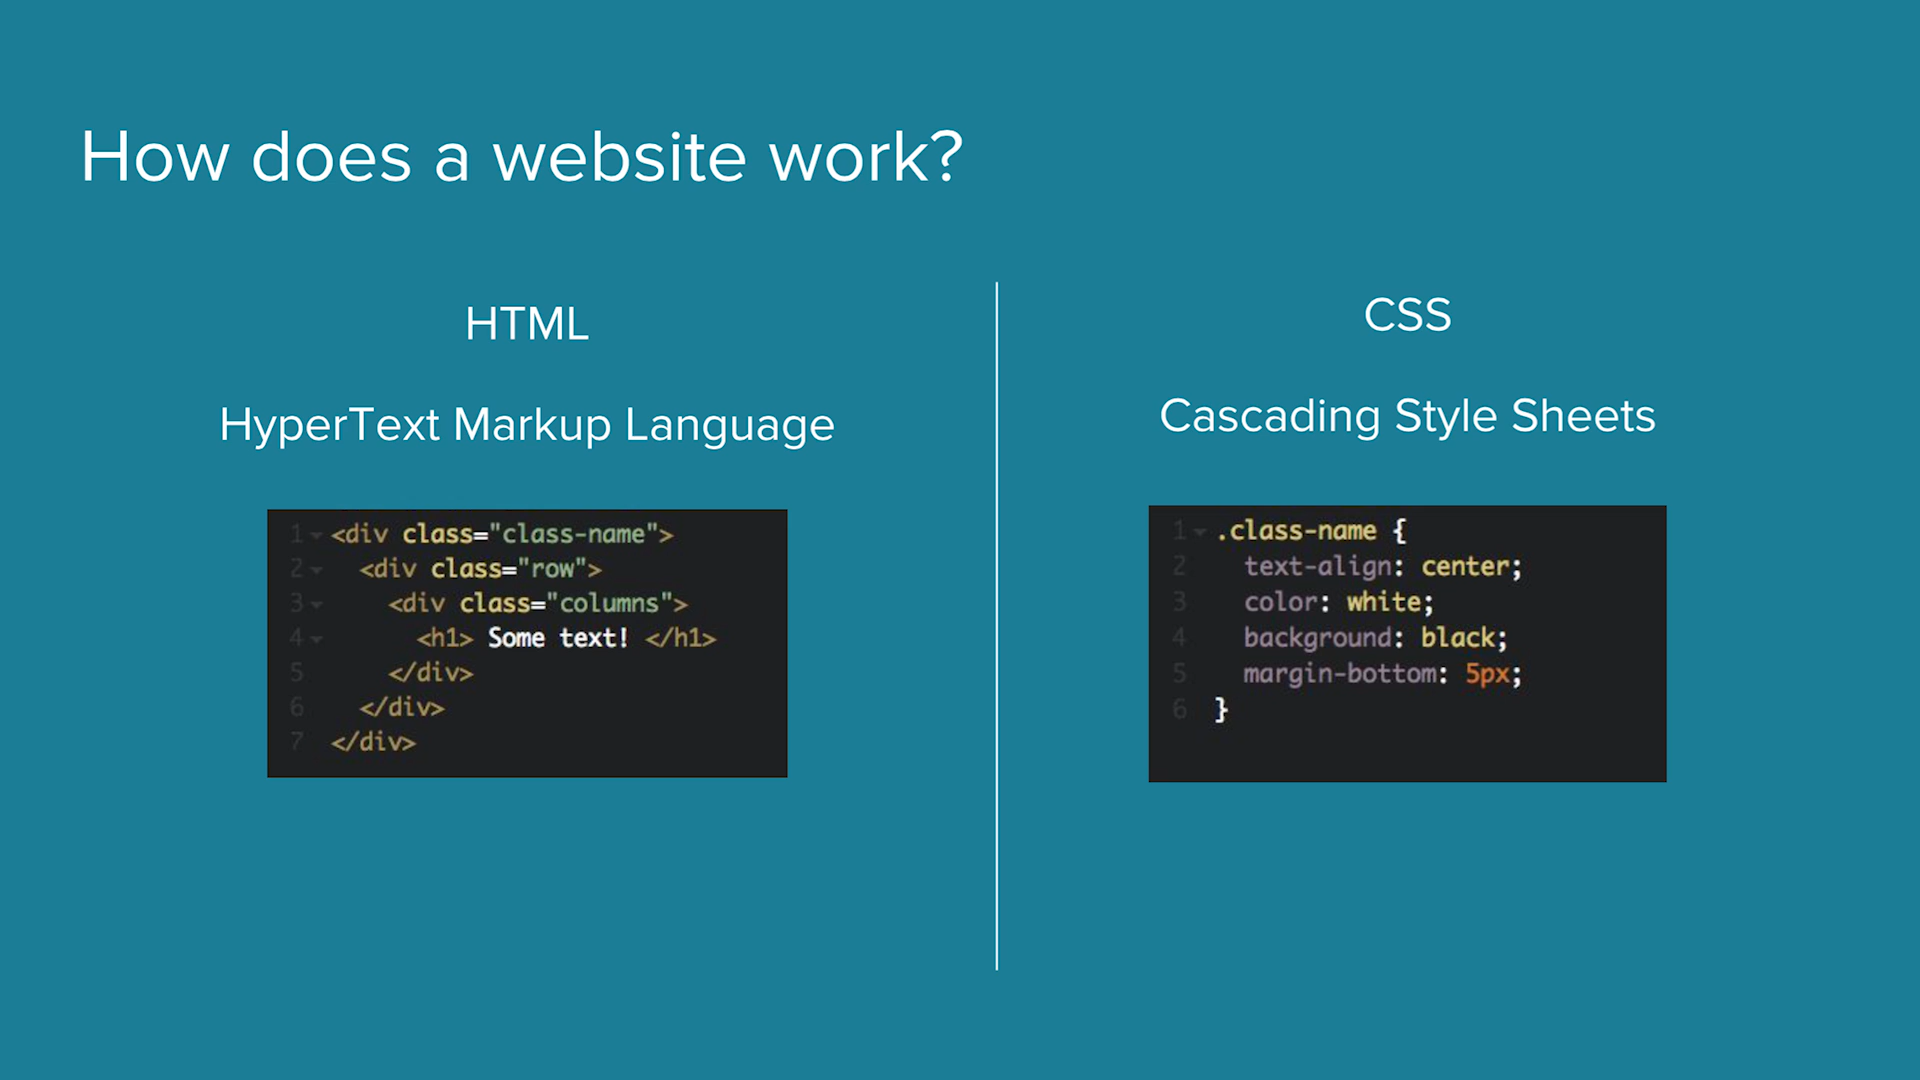 How does a website work?
HTML
HyperText Markup Language
1 <div class="class-name">
2 <div class="row">
3 <div class="columns">
4 <h1> Some text! </h1>
5 </div>
6 </div>
7 </div>
CSS
Cascading Style Sheets
1 .class-name {
2 text-align: center;
3 color: white;
4 background: black;
5 margin-bottom: 5px;
6 }